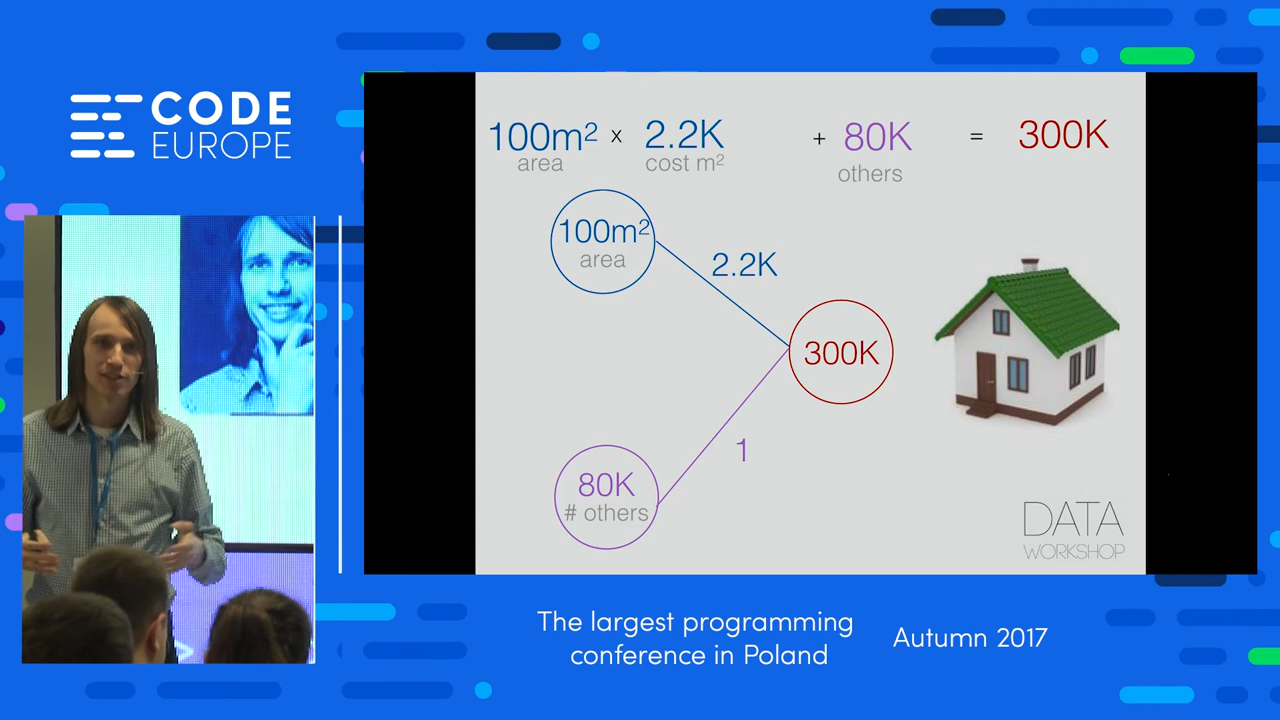 CODE
EUROPE
100m² x 2.2K + 80K = 300K
area cost m² others
100m²
area
2.2K
300K
1
80K
# others
DATA
WORKSHOP
The largest programming
conference in Poland
Autumn 2017